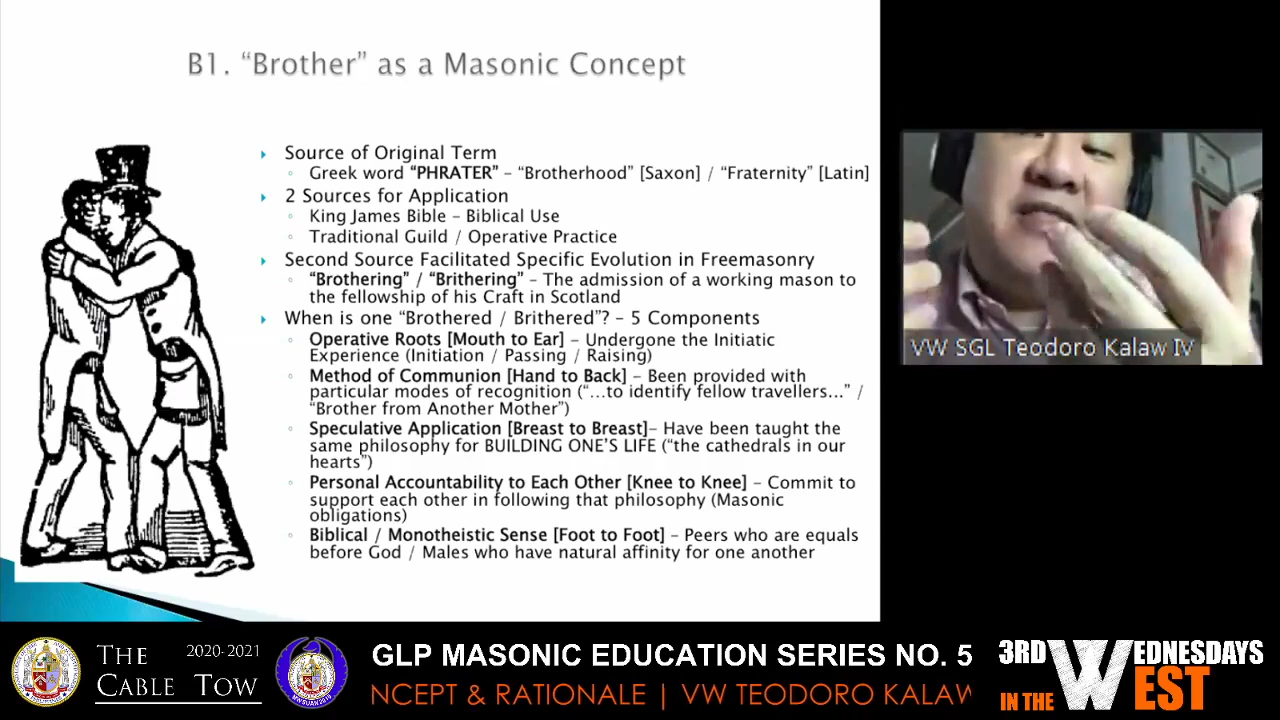 B1. “Brother” as a Masonic Concept
Source of Original Term
Greek word “PHRATER” – “Brotherhood” [Saxon] / “Fraternity” [Latin]
2 Sources for Application
King James Bible – Biblical Use
Traditional Guild / Operative Practice
Second Source Facilitated Specific Evolution in Freemasonry
“Brothering” / “Brithering” – The admission of a working mason to
the fellowship of his Craft in Scotland
When is one “Brothered / Brithered”? – 5 Components
Operative Roots [Mouth to Ear] – Undergone the Initiatic
Experience (Initiation / Passing / Raising)
Method of Communion [Hand to Back] – Been provided with
particular modes of recognition (“…to identify fellow travellers…” /
“Brother from Another Mother”)
Speculative Application [Breast to Breast]– Have been taught the
same philosophy for BUILDING ONE’S LIFE (“the cathedrals in our
hearts”)
Personal Accountability to Each Other [Knee to Knee] – Commit to
support each other in following that philosophy (Masonic
obligations)
Biblical / Monotheistic Sense [Foot to Foot] – Peers who are equals
before God / Males who have natural affinity for one another
VW SGL Teodoro Kalaw IV
THE 2020-2021
CABLE TOW
GLP MASONIC EDUCATION SERIES NO. 5
NCEPT & RATIONALE | VW TEODORO KALAW
3RD WEDNESDAYS
IN THE WEST